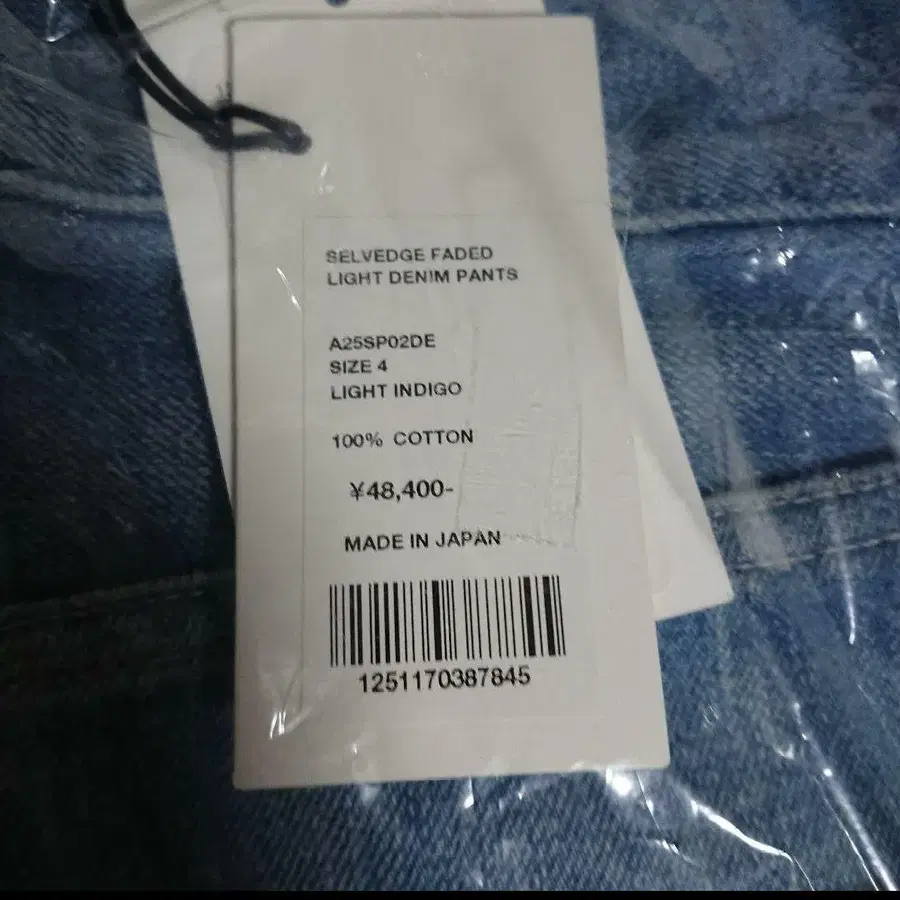 SELVEDGE FADED
LIGHT DENIM PANTS
A25SP02DE
SIZE 4
LIGHT INDIGO
100% COTTON
¥48,400-
MADE IN JAPAN
1251170387845